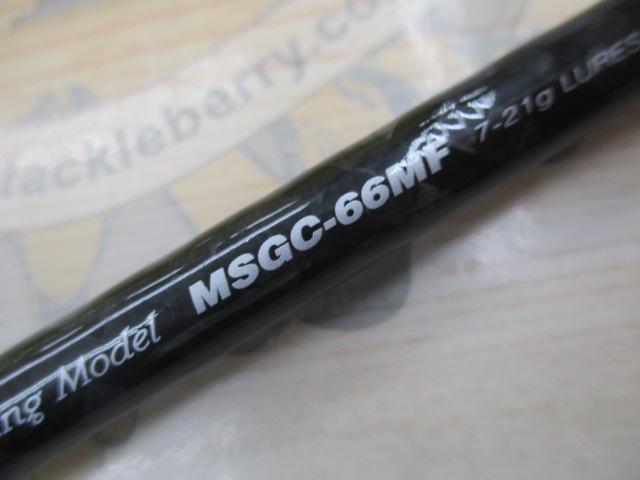 tackleberry.co
ng Model MSGC-66MF 7-21g LURES